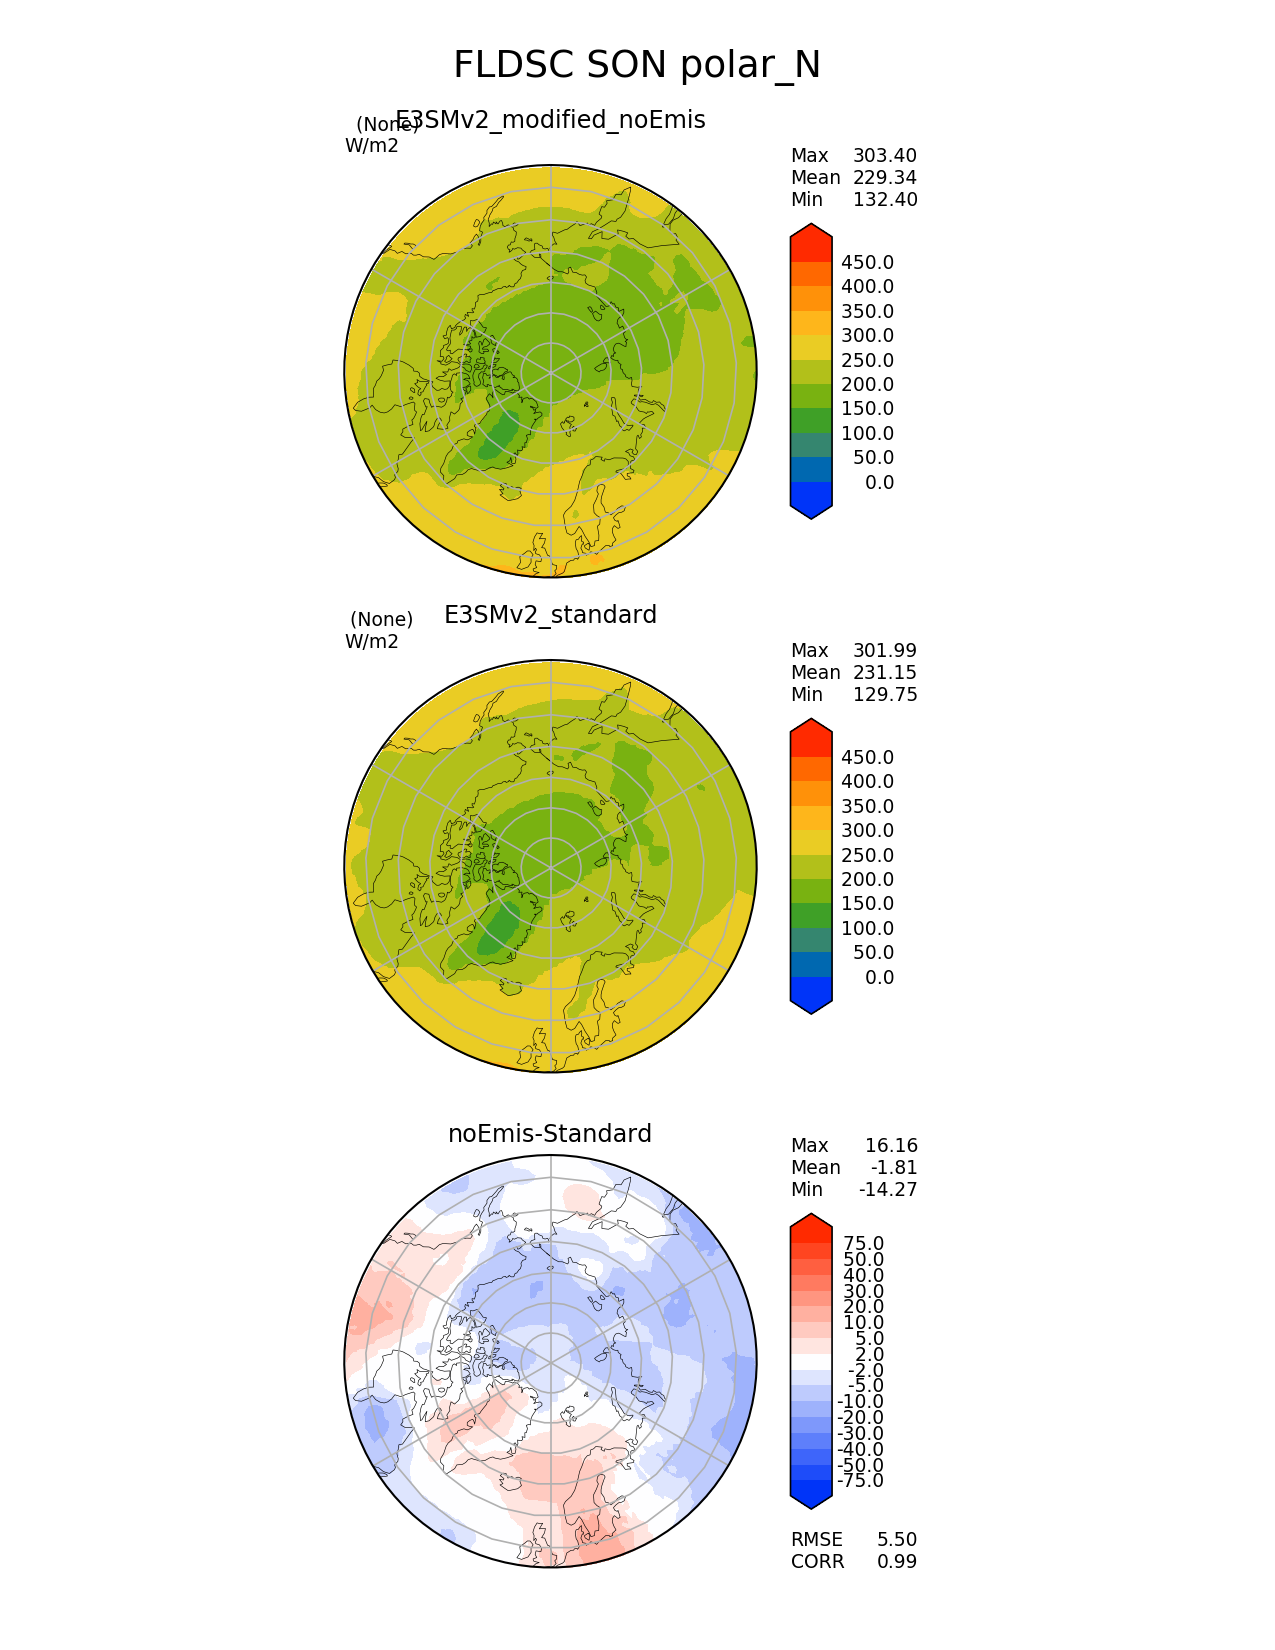 FLDSC SON polar_N
(None)
E3SMv2_modified_noEmis
W/m2
Max 303.40
Mean 229.34
Min 132.40
450.0
400.0
350.0
300.0
250.0
200.0
150.0
100.0
50.0
0.0
(None)
E3SMv2_standard
W/m2
Max 301.99
Mean 231.15
Min 129.75
450.0
400.0
350.0
300.0
250.0
200.0
150.0
100.0
50.0
0.0
noEmis-Standard
Max 16.16
Mean -1.81
Min -14.27
75.0
50.0
40.0
30.0
20.0
10.0
5.0
2.0
-2.0
-5.0
-10.0
-20.0
-30.0
-40.0
-50.0
-75.0
RMSE 5.50
CORR 0.99